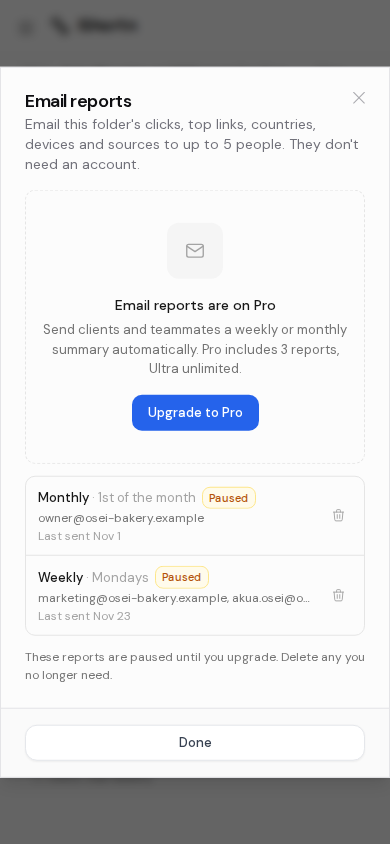 Email reports
Email this folder's clicks, top links, countries,
devices and sources to up to 5 people. They don't
need an account.
Email reports are on Pro
Send clients and teammates a weekly or monthly
summary automatically. Pro includes 3 reports,
Ultra unlimited.
Upgrade to Pro
Monthly · 1st of the month Paused
owner@osei-bakery.example
Last sent Nov 1
Weekly · Mondays Paused
marketing@osei-bakery.example, akua.osei@o...
Last sent Nov 23
These reports are paused until you upgrade. Delete any you
no longer need.
Done